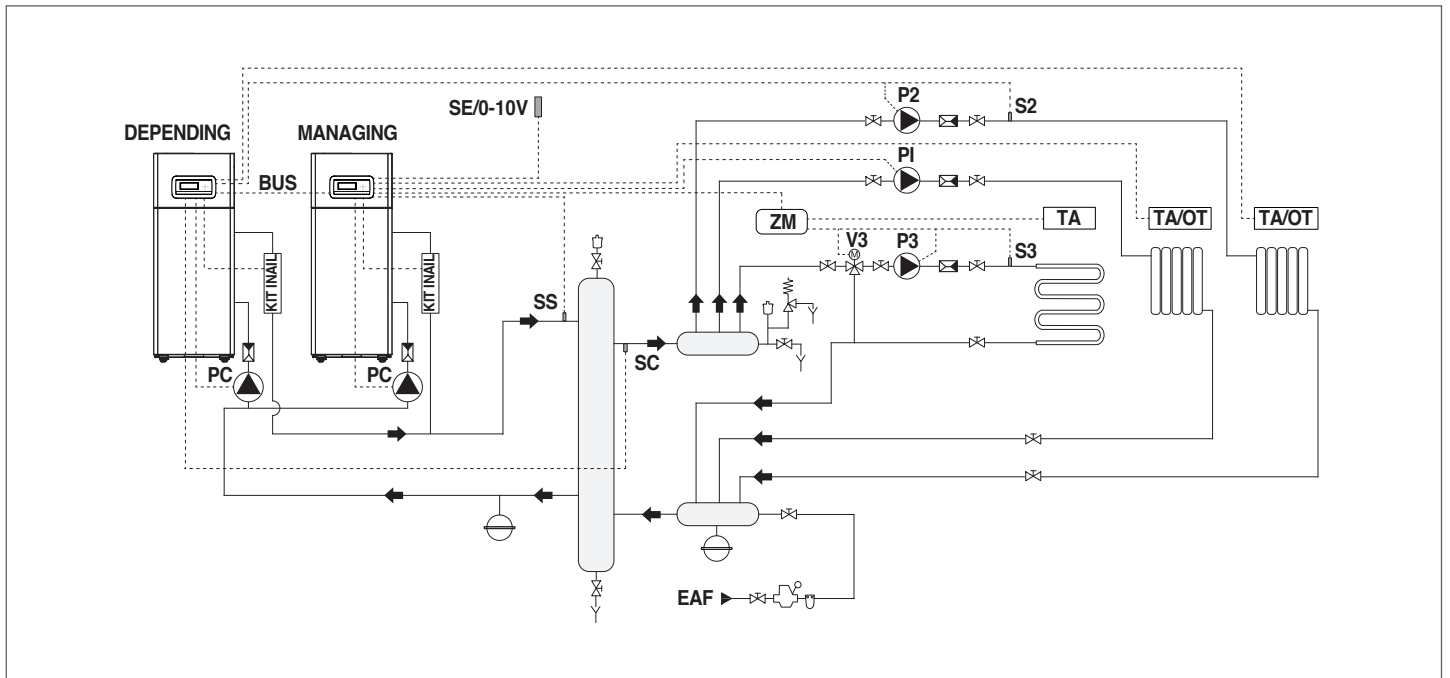 P2
S2
SE/0-10V
DEPENDING
MANAGING
P1
BUS
ZM
TA
TA/OT
TA/OT
V3
P3
M
S3
KIT INAIL
KIT INAIL
SS
SC
PC
PC
EAF